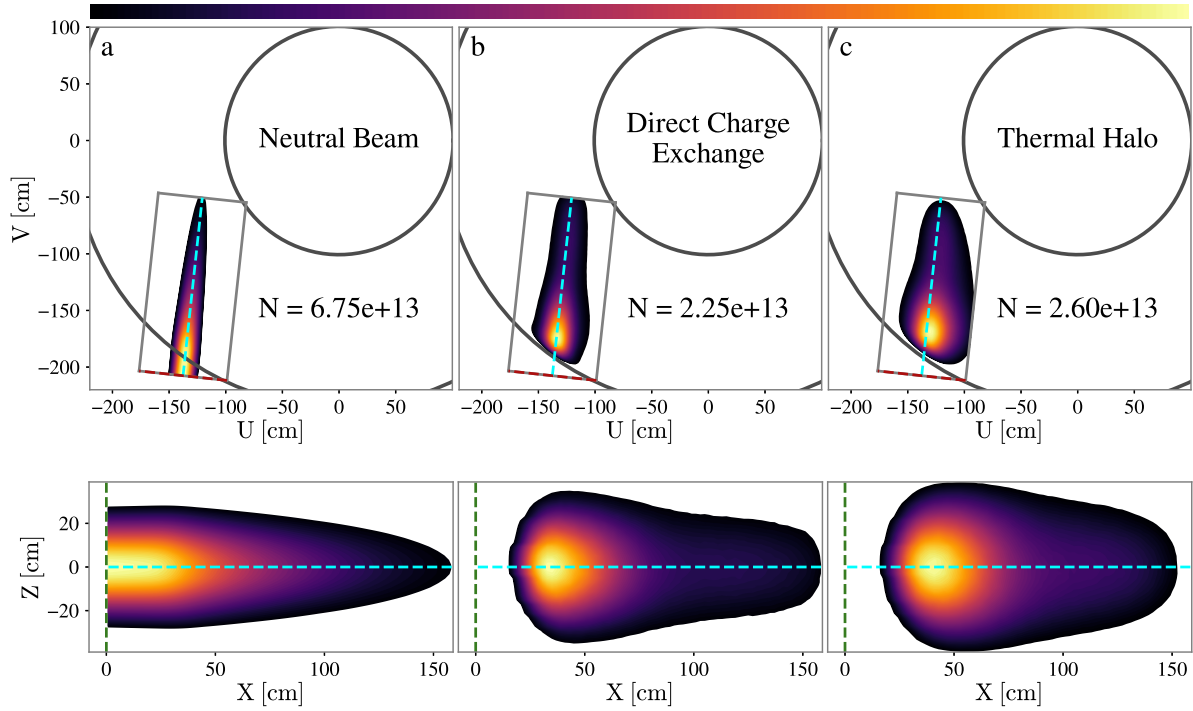 a
b
c
100
50
0
−50
−100
−150
−200
V [cm]
Neutral Beam
Direct Charge
Exchange
Thermal Halo
N = 6.75e+13
N = 2.25e+13
N = 2.60e+13
−200 −150 −100 −50 0 50
−200 −150 −100 −50 0 50
−200 −150 −100 −50 0 50
U [cm]
U [cm]
U [cm]
20
0
−20
Z [cm]
0 50 100 150
0 50 100 150
0 50 100 150
X [cm]
X [cm]
X [cm]